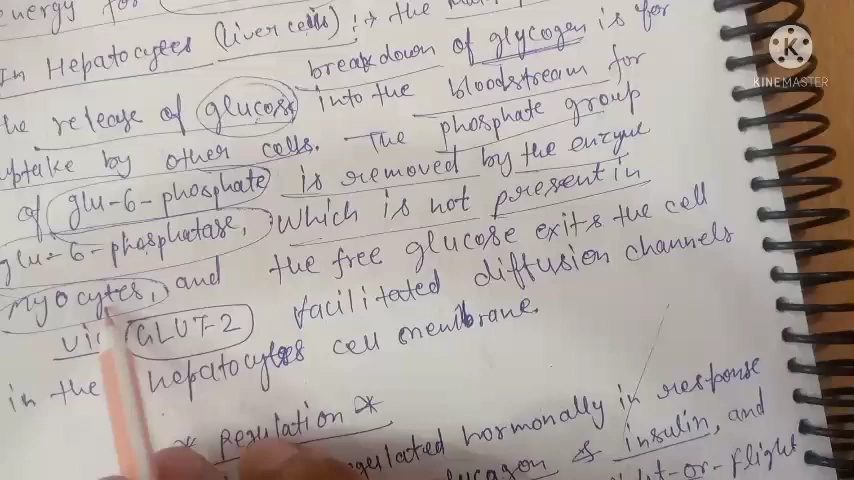 energy for
In Hepatocytes (liver cells) :→ the main
breakdown of glycogen is for
the release of glucose into the bloodstream for
uptake by other cells. The phosphate group
of glu-6-phosphate is removed by the enzyme
glu-6-phosphatase, which is not present in
myocytes, and the free glucose exits the cell
via GLUT-2 facilitated diffusion channels
in the hepatocytes cell membrane.
* Regulation *
regulated hormonally in response
glucagon & insulin, and
fight-or-flight
K
KINEMASTER